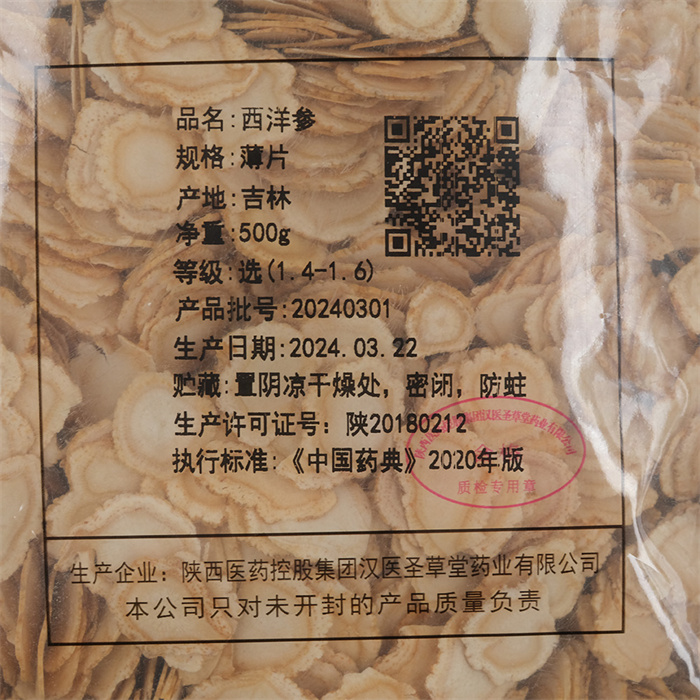 品名:西洋参
规格:薄片
产地:吉林
净重:500g
等级:选(1.4-1.6)
产品批号:20240301
生产日期:2024.03.22
贮藏:置阴凉干燥处，密闭，防蛀
生产许可证号：陕20180212
执行标准:《中国药典》2020年版
质检专用章
生产企业：陕西医药控股集团汉医圣草堂药业有限公司
本公司只对未开封的产品质量负责